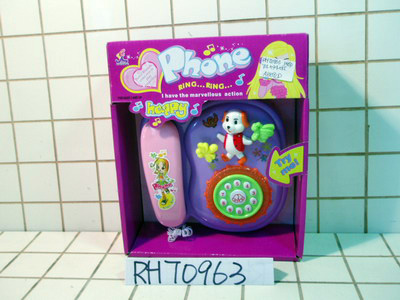 Phone
RING... RING...
I have the marvellous action
happy
Try me!
RH70963